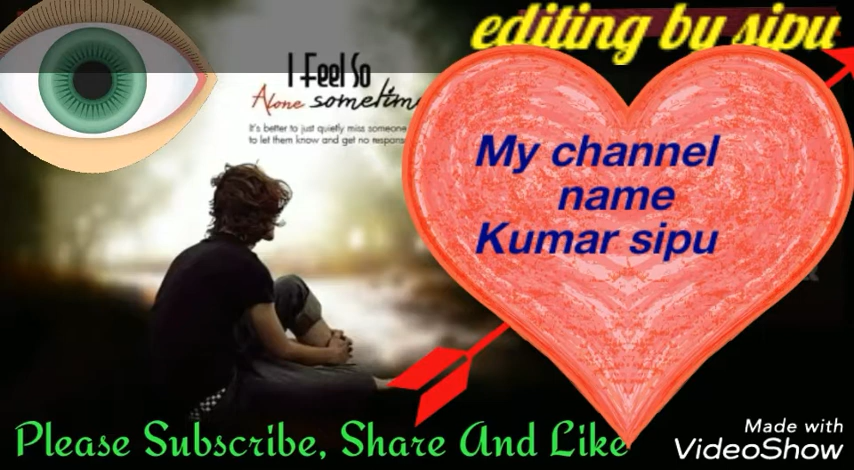 editing by sipu
I Feel So
Alone sometim
It's better to just quietly miss someone
to let them know and get no respons
My channel
name
Kumar sipu
Please Subscribe, Share And Like
Made with
VideoShow